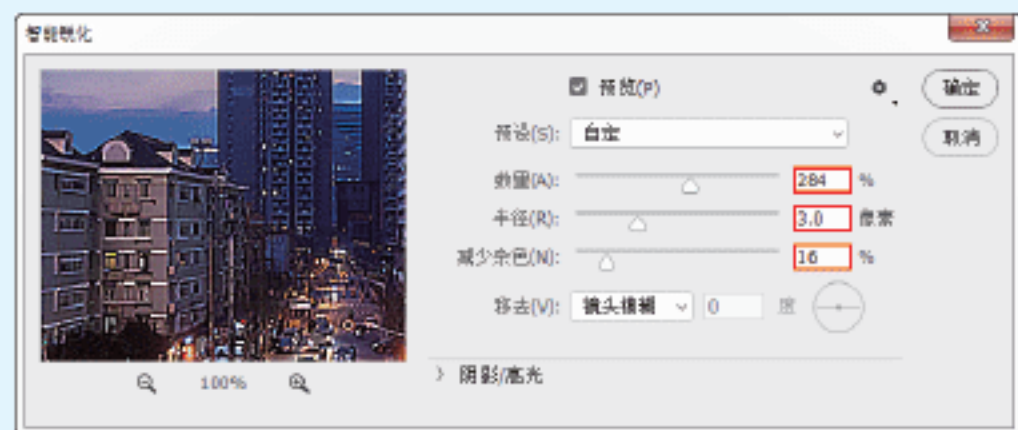 智能锐化
预览(P)
确定
预设(S): 自定
取消
数量(A): 284 %
半径(R): 3.0 像素
减少杂色(N): 16 %
移去(V): 镜头模糊 0 度
100%
阴影/高光